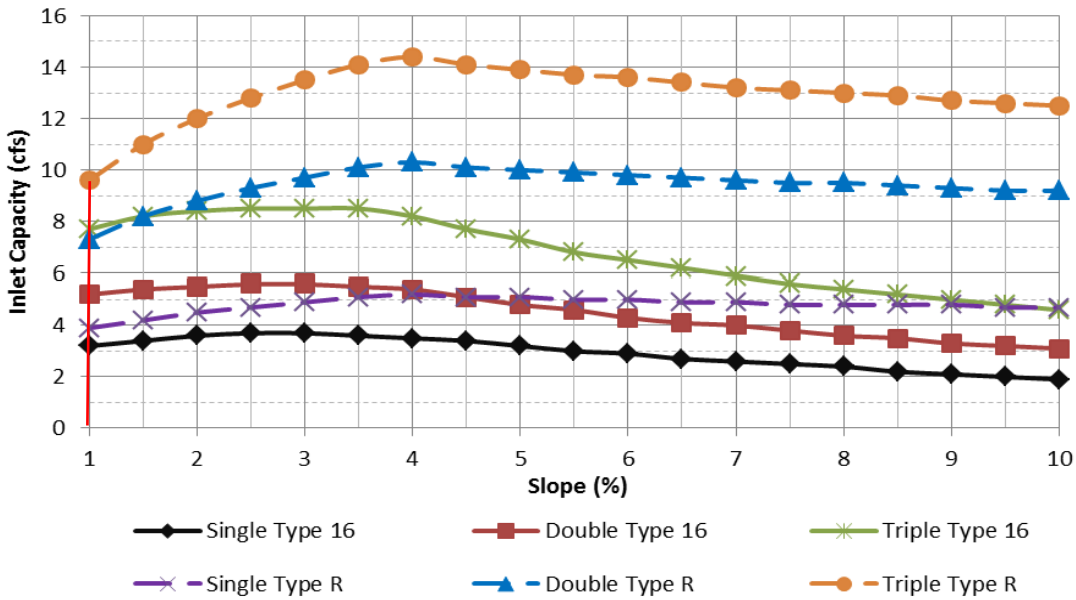 16
14
12
10
8
6
4
2
0
Inlet Capacity (cfs)
1 2 3 4 5 6 7 8 9 10
Slope (%)
Single Type 16 Double Type 16 Triple Type 16
Single Type R Double Type R Triple Type R